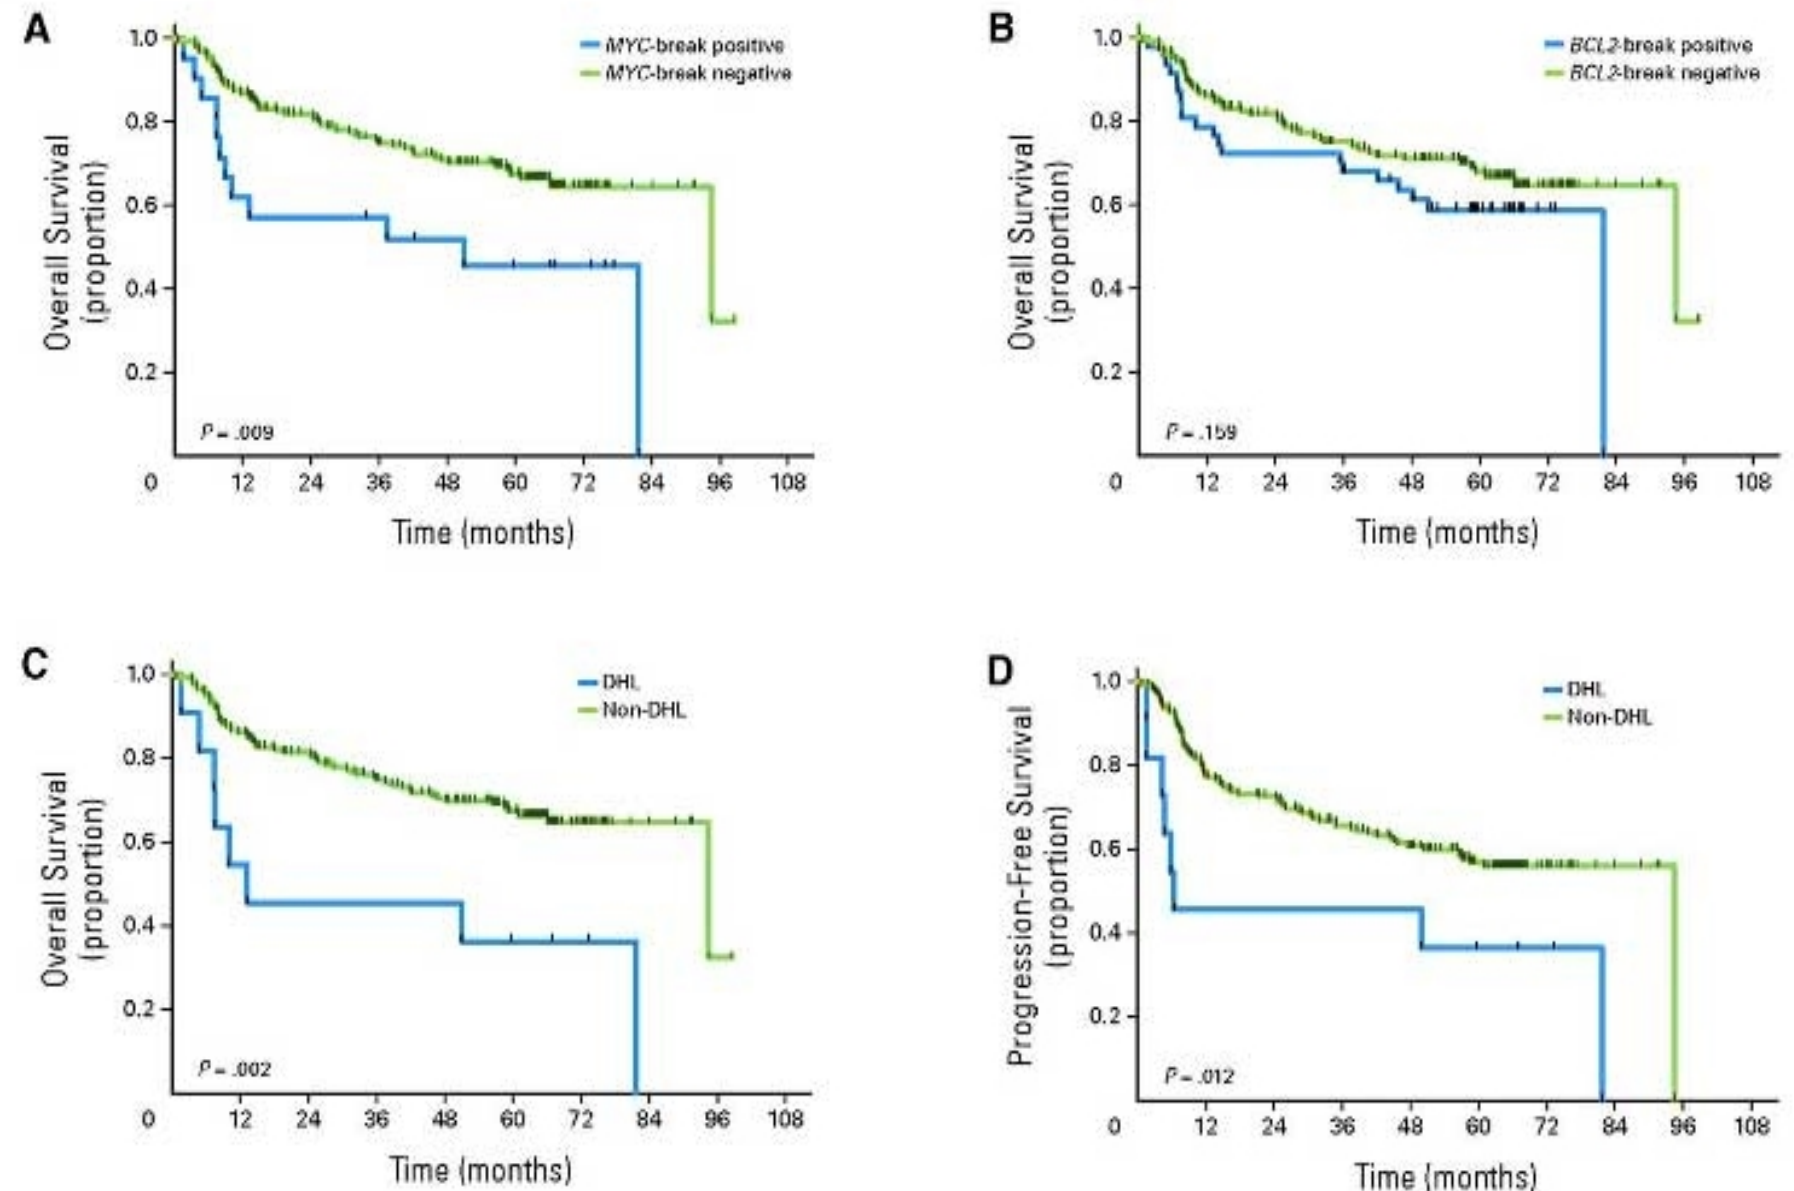 A
1.0
0.8
0.6
0.4
0.2
Overall Survival
(proportion)
MYC-break positive
MYC-break negative
P = .009
0 12 24 36 48 60 72 84 96 108
Time (months)
B
1.0
0.8
0.6
0.4
0.2
Overall Survival
(proportion)
BCL2-break positive
BCL2-break negative
P = .159
0 12 24 36 48 60 72 84 96 108
Time (months)
C
1.0
0.8
0.6
0.4
0.2
Overall Survival
(proportion)
DHL
Non-DHL
P = .002
0 12 24 36 48 60 72 84 96 108
Time (months)
D
1.0
0.8
0.6
0.4
0.2
Progression-Free Survival
(proportion)
DHL
Non-DHL
P = .012
0 12 24 36 48 60 72 84 96 108
Time (months)